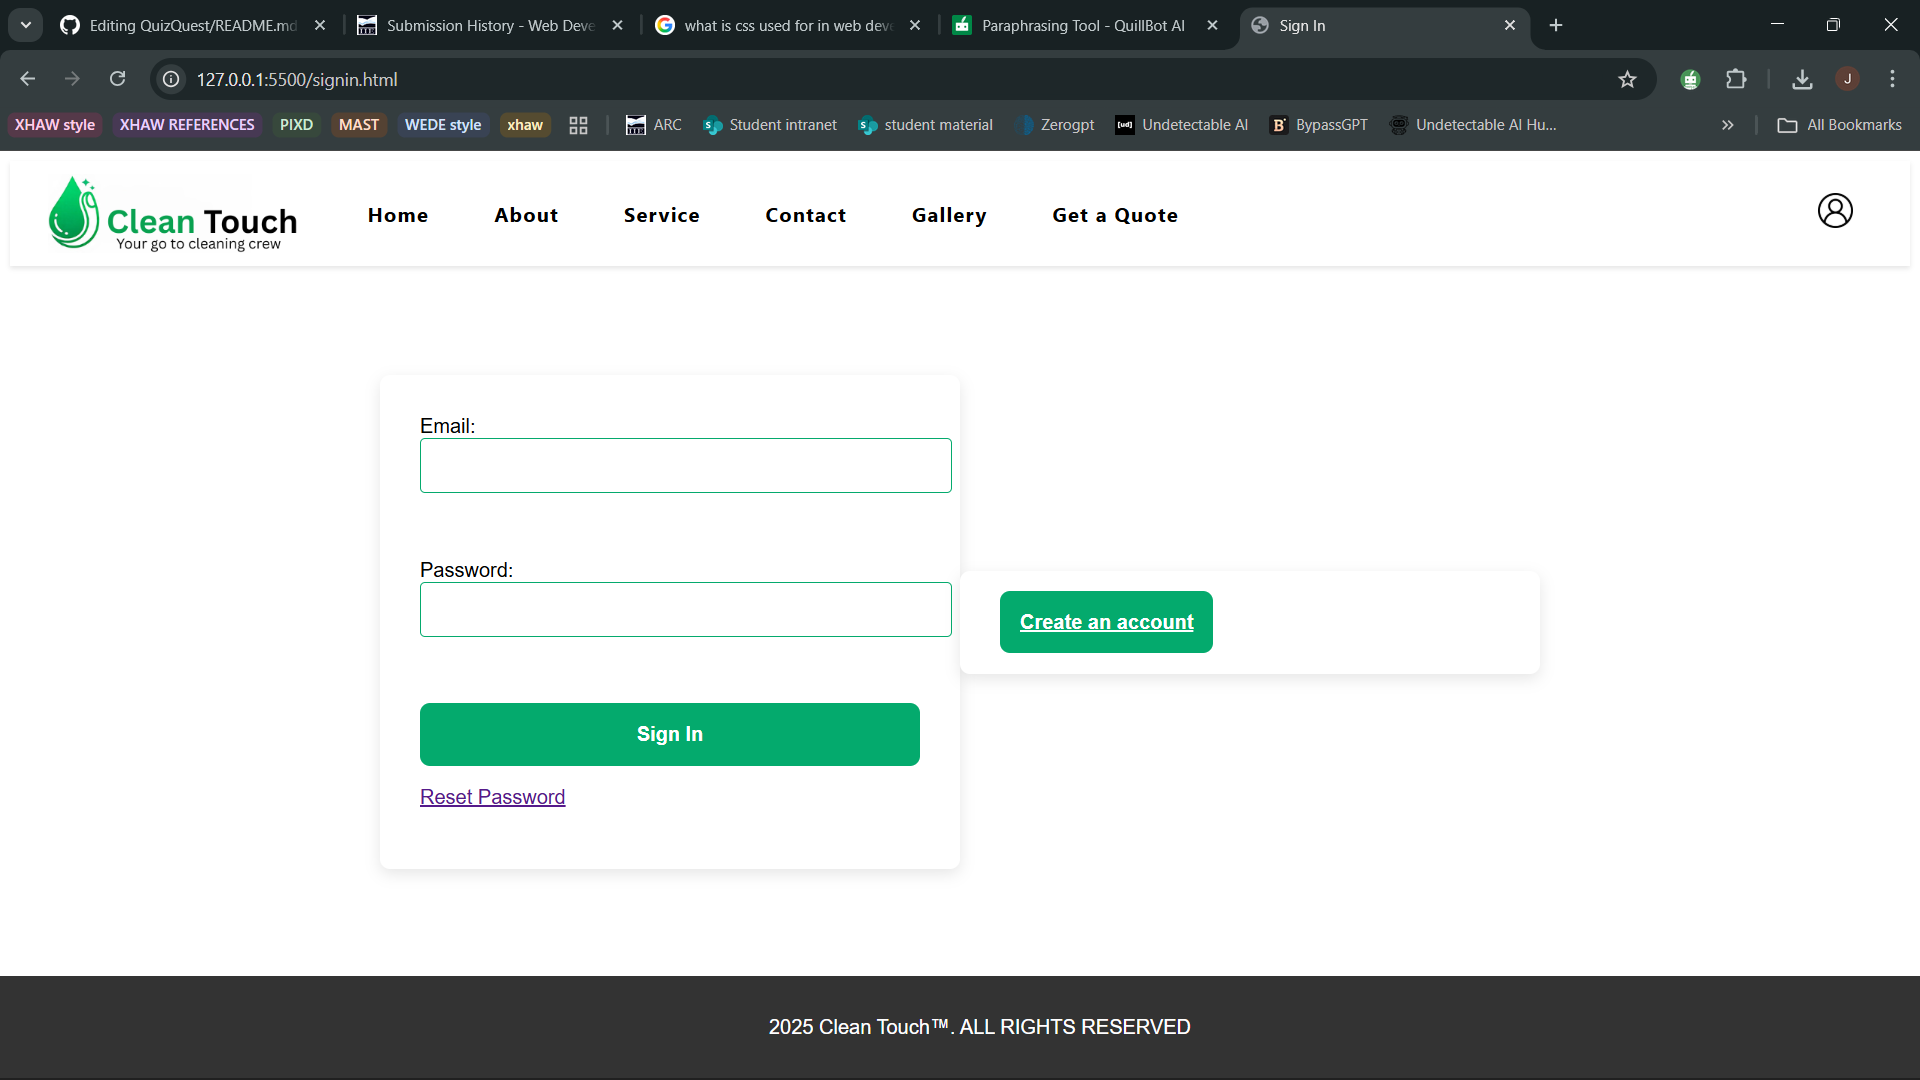 Editing QuizQuest/README.md
Submission History - Web Deve
what is css used for in web deve
Paraphrasing Tool - QuillBot AI
Sign In
127.0.0.1:5500/signin.html
J
XHAW style
XHAW REFERENCES
PIXD
MAST
WEDE style
xhaw
ARC
Student intranet
student material
Zerogpt
Undetectable AI
BypassGPT
Undetectable AI Hu...
All Bookmarks
Clean Touch
Your go to cleaning crew
Home
About
Service
Contact
Gallery
Get a Quote
Email:
Password:
Create an account
Sign In
Reset Password
2025 Clean Touch™. ALL RIGHTS RESERVED